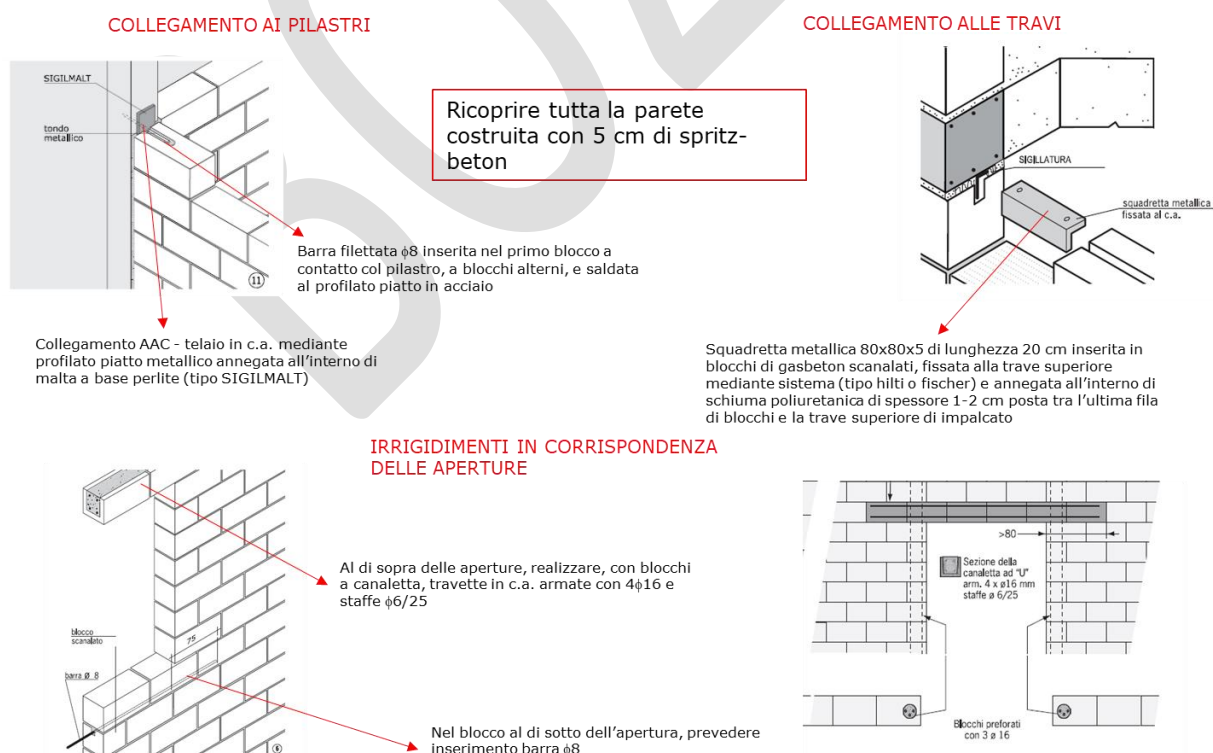 COLLEGAMENTO AI PILASTRI
COLLEGAMENTO ALLE TRAVI
SIGILMALT
tondo
metallico
11
Ricoprire tutta la parete
costruita con 5 cm di spritz-
beton
SIGILLATURA
squadretta metallica
fissata al c.a.
Barra filettata ϕ8 inserita nel primo blocco a
contatto col pilastro, a blocchi alterni, e saldata
al profilato piatto in acciaio
Collegamento AAC - telaio in c.a. mediante
profilato piatto metallico annegata all'interno di
malta a base perlite (tipo SIGILMALT)
Squadretta metallica 80x80x5 di lunghezza 20 cm inserita in
blocchi di gasbeton scanalati, fissata alla trave superiore
mediante sistema (tipo hilti o fischer) e annegata all'interno di
schiuma poliuretanica di spessore 1-2 cm posta tra l'ultima fila
di blocchi e la trave superiore di impalcato
IRRIGIDIMENTI IN CORRISPONDENZA
DELLE APERTURE
Al di sopra delle aperture, realizzare, con blocchi
a canaletta, travette in c.a. armate con 4ϕ16 e
staffe ϕ6/25
blocco
scanalato
75
barra Ø 8
6
Nel blocco al di sotto dell'apertura, prevedere
inserimento barra ϕ8
>80
Sezione della
canaletta ad "U"
arm. 4 x ø16 mm
staffe ø 6/25
Blocchi preforati
con 3 ø 16